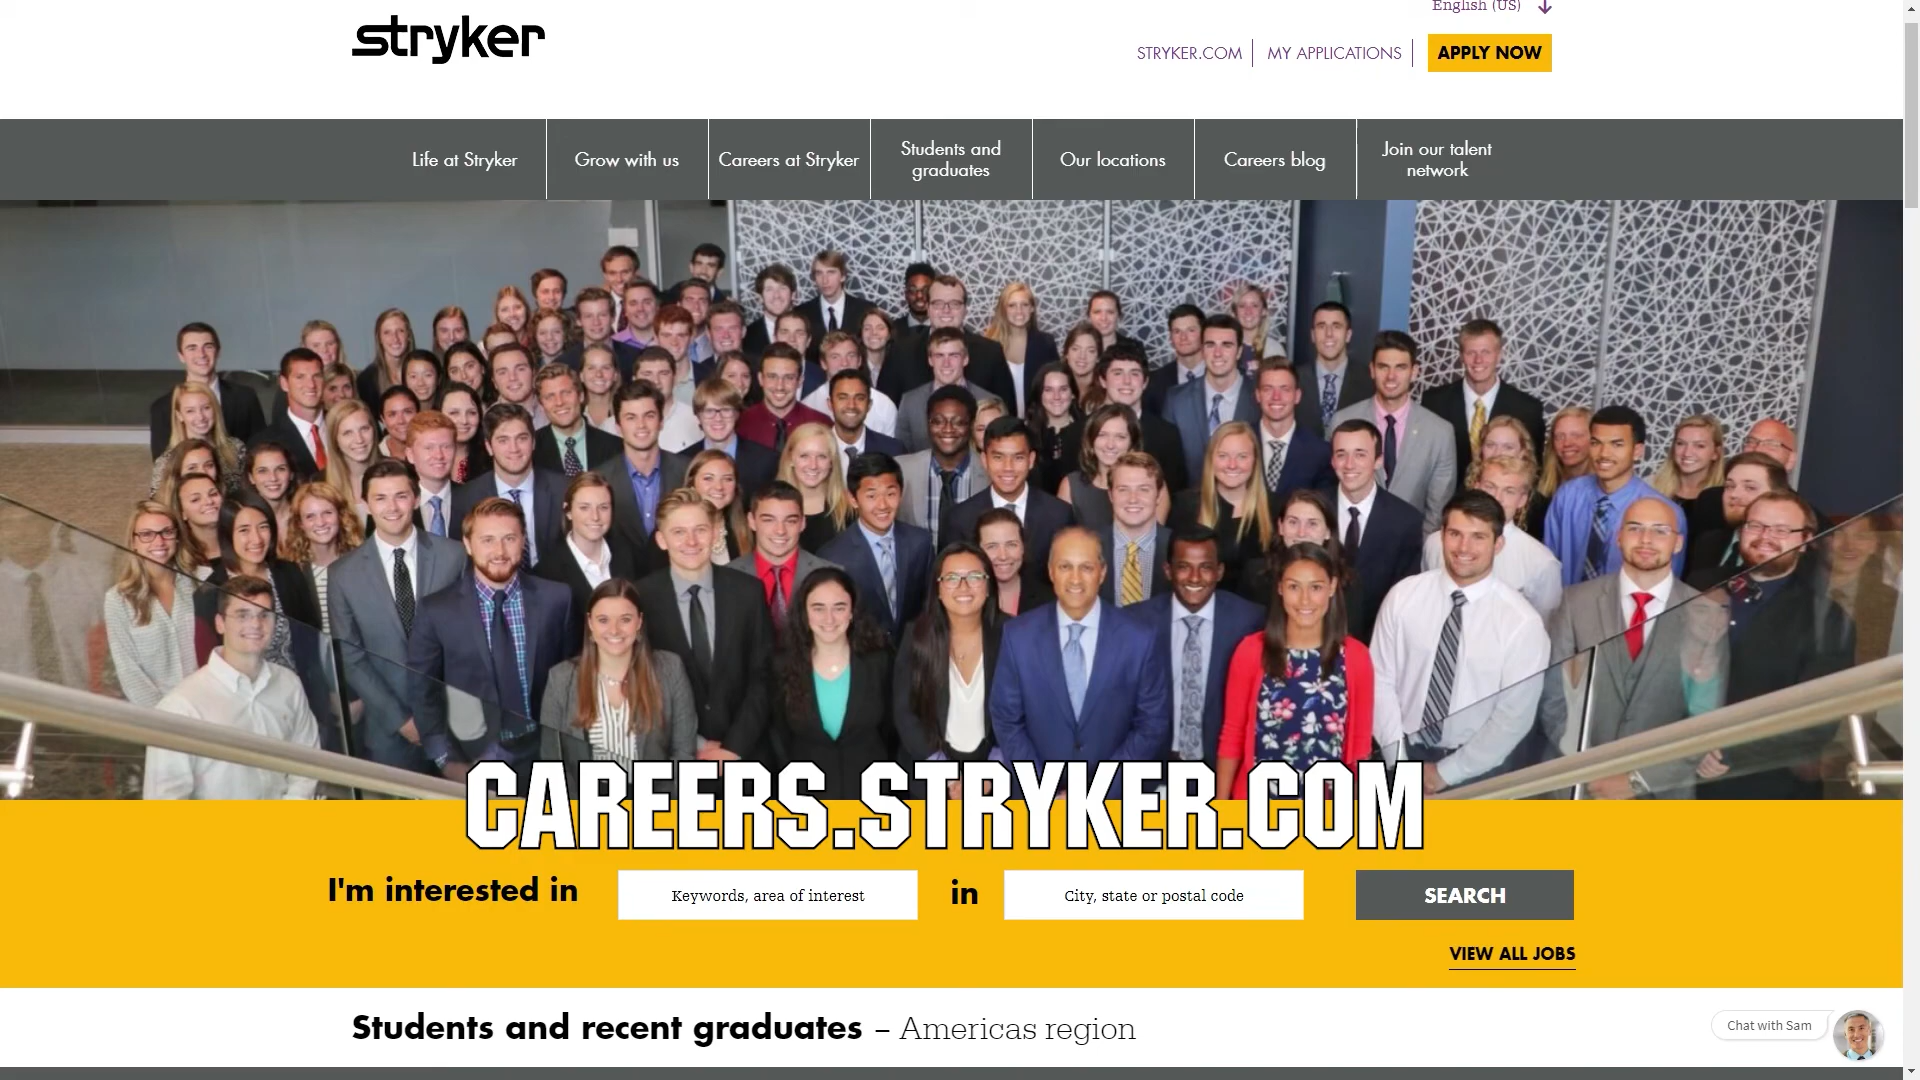 English (US)
stryker
STRYKER.COM
MY APPLICATIONS
APPLY NOW
Life at Stryker
Grow with us
Careers at Stryker
Students and
graduates
Our locations
Careers blog
Join our talent
network
CAREERS.STRYKER.COM
I'm interested in
Keywords, area of interest
in
City, state or postal code
SEARCH
VIEW ALL JOBS
Students and recent graduates – Americas region
Chat with Sam